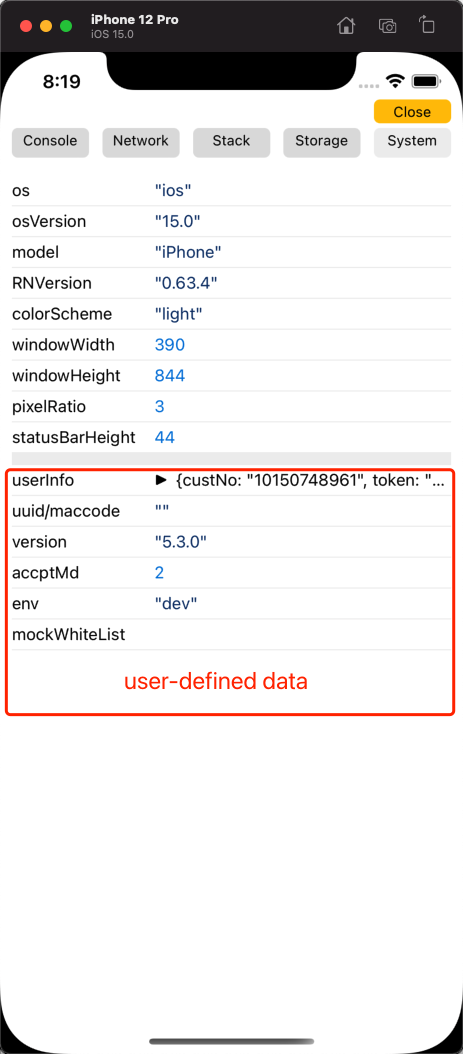 iPhone 12 Pro
iOS 15.0
8:19
Close
Console Network Stack Storage System
os "ios"
osVersion "15.0"
model "iPhone"
RNVersion "0.63.4"
colorScheme "light"
windowWidth 390
windowHeight 844
pixelRatio 3
statusBarHeight 44
userInfo ▶ {custNo: "10150748961", token: "...
uuid/maccode ""
version "5.3.0"
accptMd 2
env "dev"
mockWhiteList
user-defined data